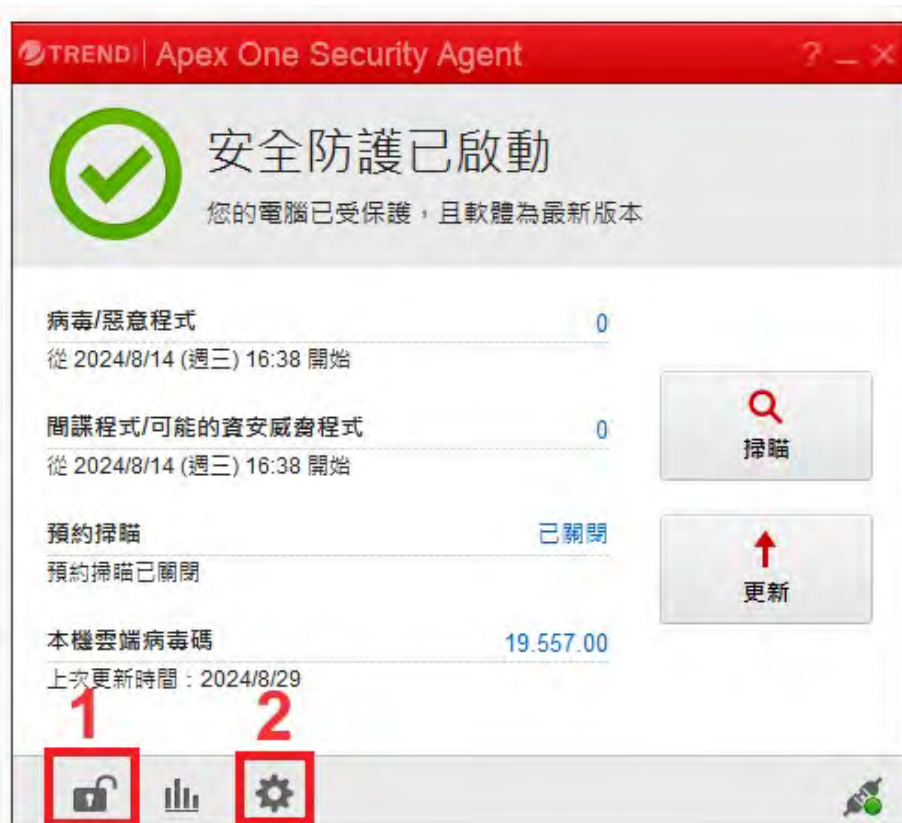 TREND Apex One Security Agent
安全防護已啟動
您的電腦已受保護,且軟體為最新版本
病毒/惡意程式 0
從 2024/8/14 (週三) 16:38 開始
間諜程式/可能的資安威脅程式 0
從 2024/8/14 (週三) 16:38 開始
掃瞄
預約掃瞄 已關閉
預約掃瞄已關閉
更新
本機雲端病毒碼 19.557.00
上次更新時間:2024/8/29
1 2